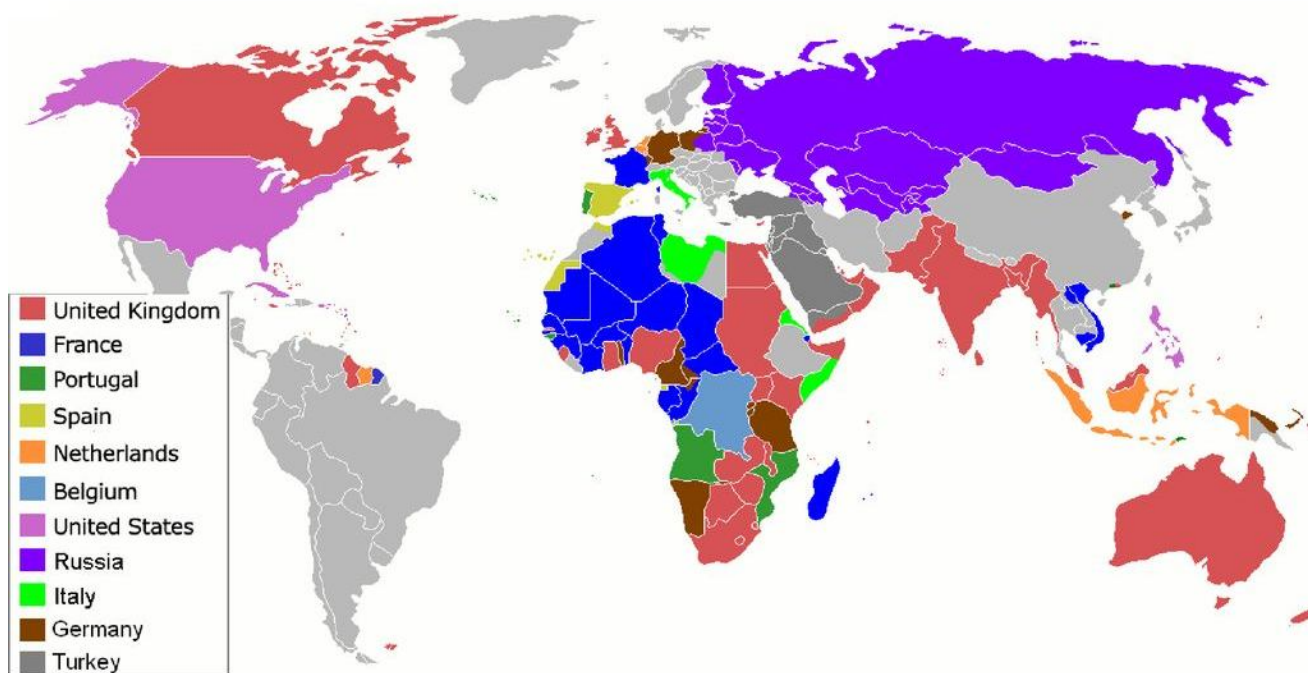 United Kingdom
France
Portugal
Spain
Netherlands
Belgium
United States
Russia
Italy
Germany
Turkey